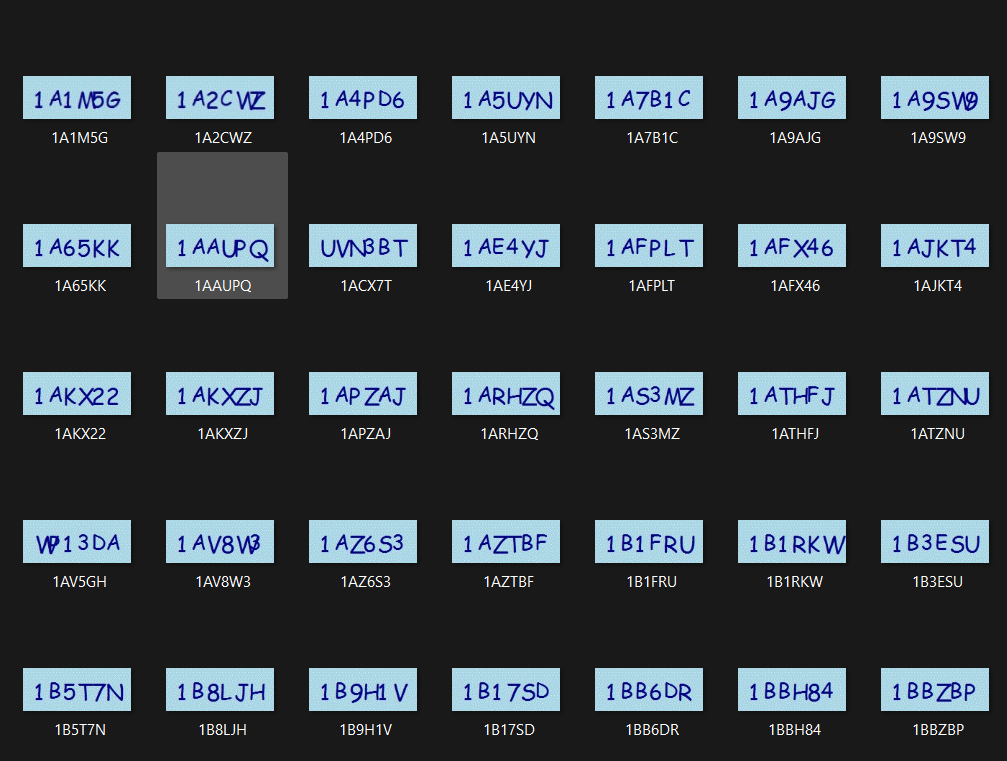 1A1M5G 1A2CWZ 1A4PD6 1A5UYN 1A7B1C 1A9AJG 1A9SW9
1A1M5G 1A2CWZ 1A4PD6 1A5UYN 1A7B1C 1A9AJG 1A9SW9
1A65KK 1AAUPQ UVN3BT 1AE4YJ 1AFPLT 1AFX46 1AJKT4
1A65KK 1AAUPQ 1ACX7T 1AE4YJ 1AFPLT 1AFX46 1AJKT4
1AKX22 1AKXZJ 1APZAJ 1ARHZQ 1AS3MZ 1ATHFJ 1ATZNU
1AKX22 1AKXZJ 1APZAJ 1ARHZQ 1AS3MZ 1ATHFJ 1ATZNU
WP13DA 1AV8W3 1AZ6S3 1AZTBF 1B1FRU 1B1RKW 1B3ESU
1AV5GH 1AV8W3 1AZ6S3 1AZTBF 1B1FRU 1B1RKW 1B3ESU
1B5T7N 1B8LJH 1B9H1V 1B17SD 1BB6DR 1BBH84 1BBZBP
1B5T7N 1B8LJH 1B9H1V 1B17SD 1BB6DR 1BBH84 1BBZBP